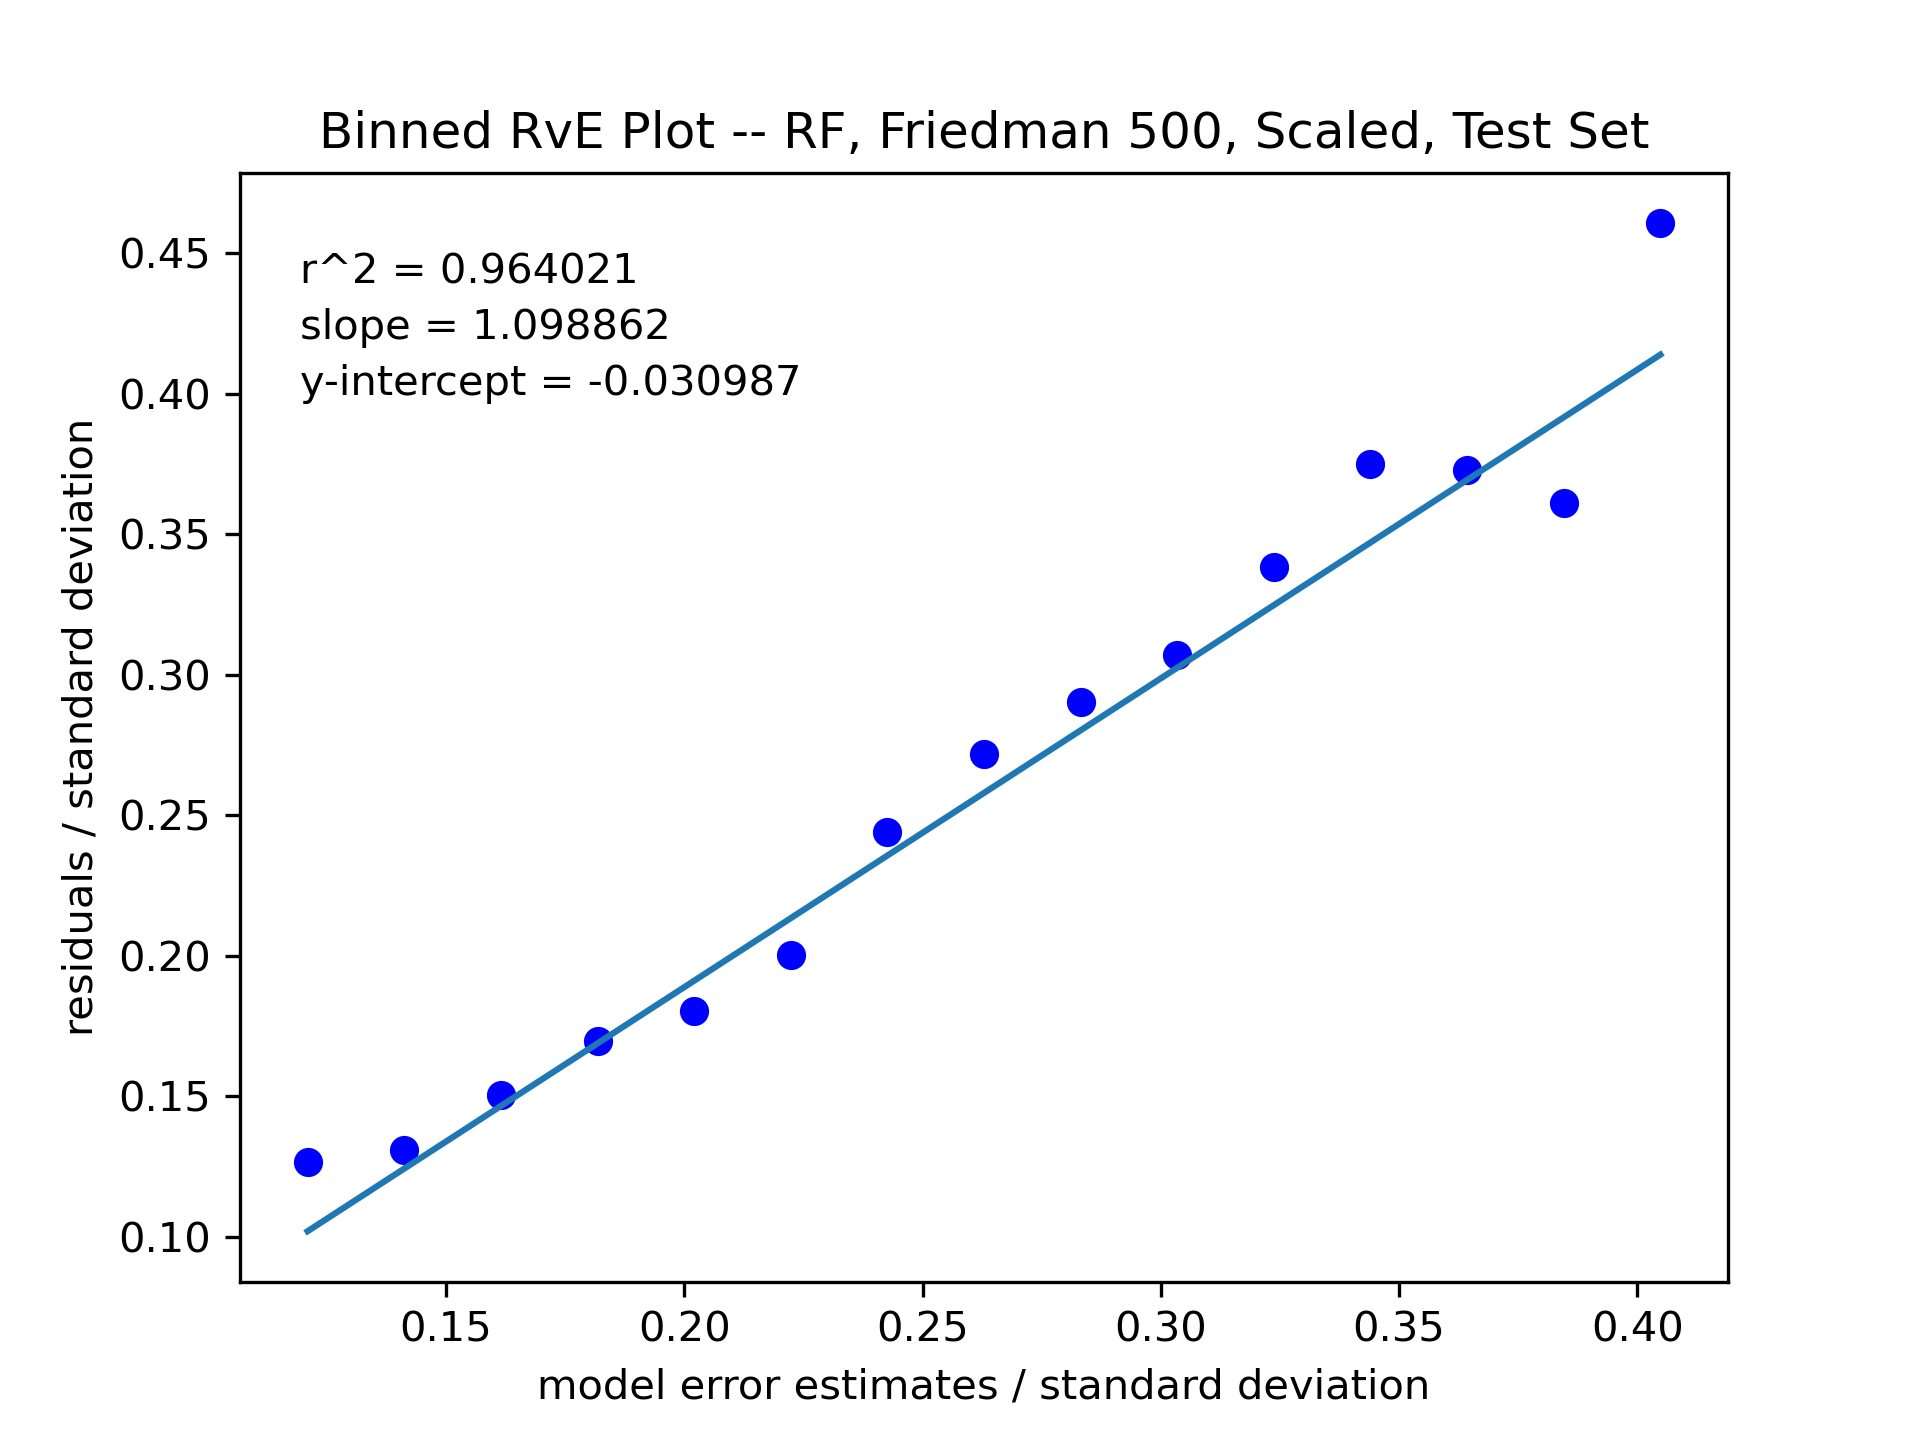 Binned RvE Plot -- RF, Friedman 500, Scaled, Test Set
r^2 = 0.964021
slope = 1.098862
y-intercept = -0.030987
residuals / standard deviation
0.45
0.40
0.35
0.30
0.25
0.20
0.15
0.10
0.15 0.20 0.25 0.30 0.35 0.40
model error estimates / standard deviation